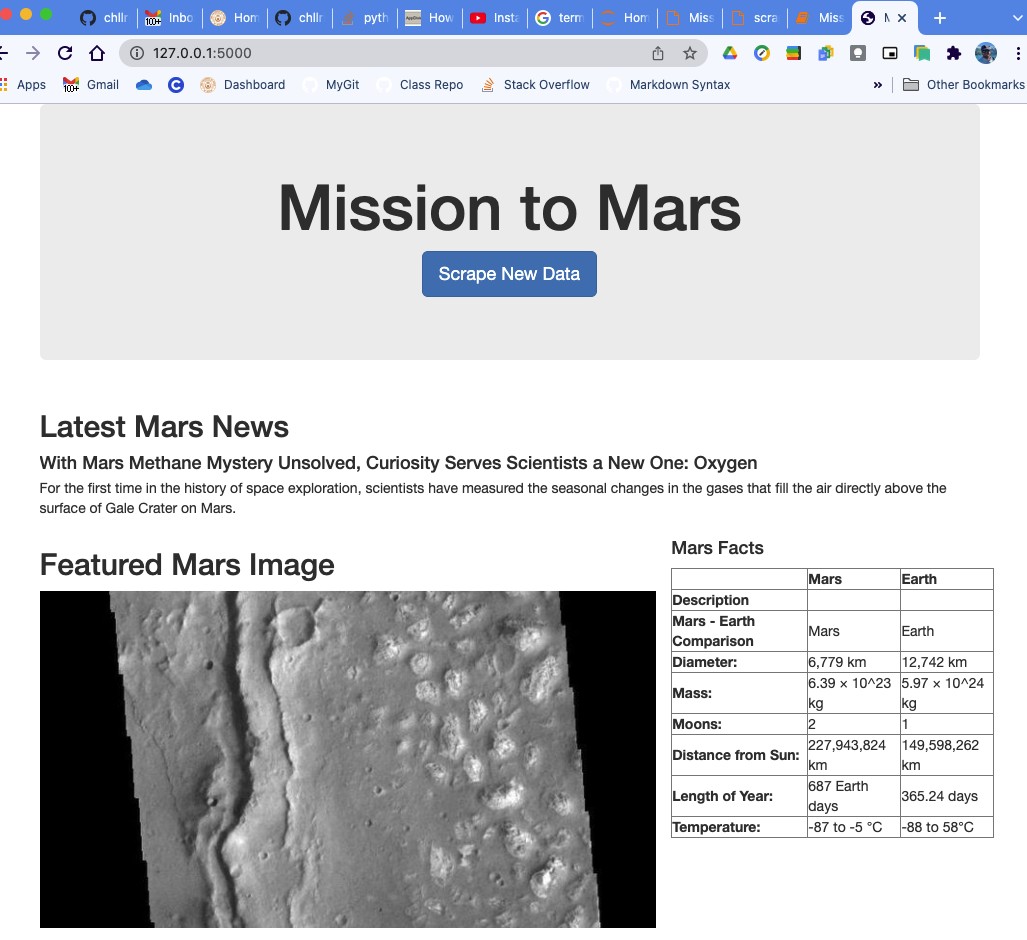 chllr Inbo Hom chllr pyth How Insta term Hom Miss scra Miss M
127.0.0.1:5000
Apps 100+ Gmail Dashboard MyGit Class Repo Stack Overflow Markdown Syntax » Other Bookmarks
Mission to Mars
Scrape New Data
Latest Mars News
With Mars Methane Mystery Unsolved, Curiosity Serves Scientists a New One: Oxygen
For the first time in the history of space exploration, scientists have measured the seasonal changes in the gases that fill the air directly above the
surface of Gale Crater on Mars.
Featured Mars Image
Mars Facts
Mars Earth
Description
Mars - Earth
Comparison Mars Earth
Diameter: 6,779 km 12,742 km
Mass: 6.39 × 10^23 5.97 × 10^24
kg kg
Moons: 2 1
Distance from Sun: 227,943,824 149,598,262
km km
Length of Year: 687 Earth
days 365.24 days
Temperature: -87 to -5 °C -88 to 58°C